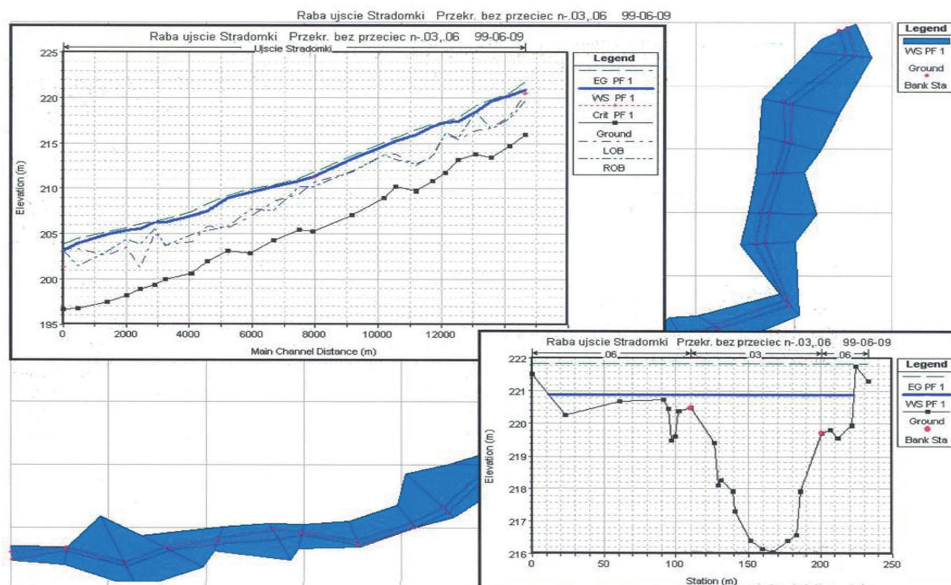 Raba ujscie Stradomki Przekr. bez przeciec n-.03,.06 99-06-09
Raba ujscie Stradomki Przekr. bez przeciec n-.03,.06 99-06-09
Ujscie Stradomki
Elevation (m)
225
220
215
210
205
200
195
0
2000
4000
6000
8000
10000
12000
14000
16000
Main Channel Distance (m)
Legend
EG PF 1
WS PF 1
Crit PF 1
Ground
LOB
ROB
Legend
WS PF 1
Ground
Bank Sta
Raba ujscie Stradomki Przekr. bez przeciec n-.03,.06 99-06-09
.06
.03
.06
Elevation (m)
222
221
220
219
218
217
216
0
50
100
150
200
250
Station (m)
Legend
EG PF 1
WS PF 1
Ground
Bank Sta